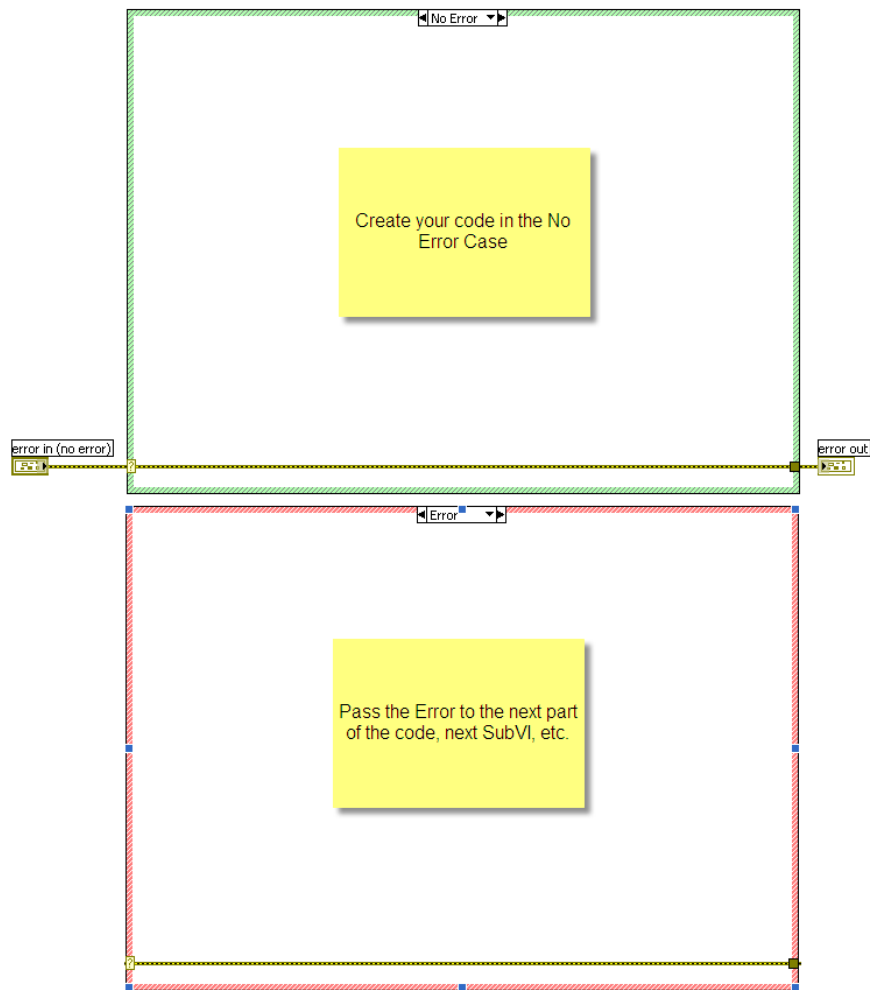 No Error
Create your code in the No
Error Case
error in (no error)
error out
?
Error
Pass the Error to the next part
of the code, next SubVI, etc.
?